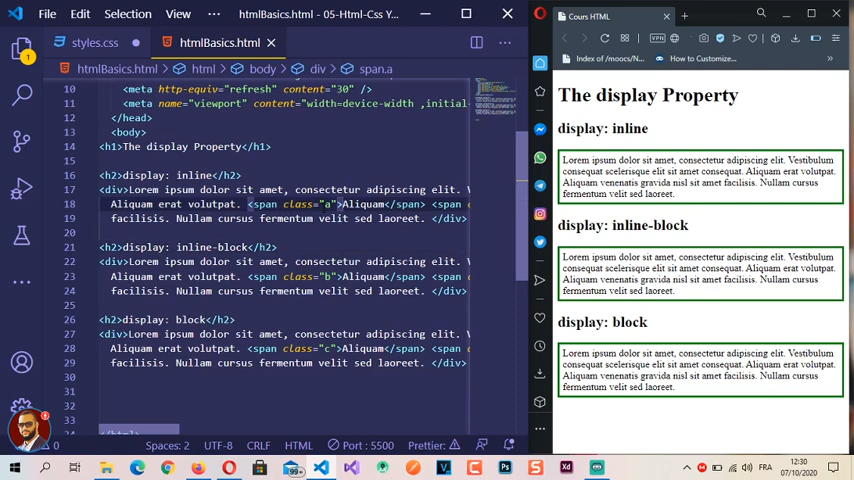 File Edit Selection View ... htmlBasics.html - 05-Html-Css Y...
styles.css htmlBasics.html
htmlBasics.html > html > body > div > span.a
10 <meta http-equiv="refresh" content="30" />
11 <meta name="viewport" content="width=device-width ,initial-
12 </head>
13 <body>
14 <h1>The display Property</h1>
15
16 <h2>display: inline</h2>
17 <div>Lorem ipsum dolor sit amet, consectetur adipiscing elit. V
18 Aliquam erat volutpat. <span class="a">Aliquam</span> <span c
19 facilisis. Nullam cursus fermentum velit sed laoreet. </div>
20
21 <h2>display: inline-block</h2>
22 <div>Lorem ipsum dolor sit amet, consectetur adipiscing elit. V
23 Aliquam erat volutpat. <span class="b">Aliquam</span> <span c
24 facilisis. Nullam cursus fermentum velit sed laoreet. </div>
25
26 <h2>display: block</h2>
27 <div>Lorem ipsum dolor sit amet, consectetur adipiscing elit. V
28 Aliquam erat volutpat. <span class="c">Aliquam</span> <span c
29 facilisis. Nullam cursus fermentum velit sed laoreet. </div>
30
31
32
33
</html>
1
0 Spaces: 2 UTF-8 CRLF HTML Port : 5500 Prettier:
Cours HTML
VPN
Index of /moocs/N... How to Customize...
The display Property
display: inline
Lorem ipsum dolor sit amet, consectetur adipiscing elit. Vestibulum
consequat scelerisque elit sit amet consequat. Aliquam erat volutpat.
Aliquam venenatis gravida nisl sit amet facilisis. Nullam cursus
fermentum velit sed laoreet.
display: inline-block
Lorem ipsum dolor sit amet, consectetur adipiscing elit. Vestibulum
consequat scelerisque elit sit amet consequat. Aliquam erat volutpat.
Aliquam venenatis gravida nisl sit amet facilisis. Nullam cursus
fermentum velit sed laoreet.
display: block
Lorem ipsum dolor sit amet, consectetur adipiscing elit. Vestibulum
consequat scelerisque elit sit amet consequat. Aliquam erat volutpat.
Aliquam venenatis gravida nisl sit amet facilisis. Nullam cursus
fermentum velit sed laoreet.
99+ V C Ps S Xd FRA 12:30
07/10/2020